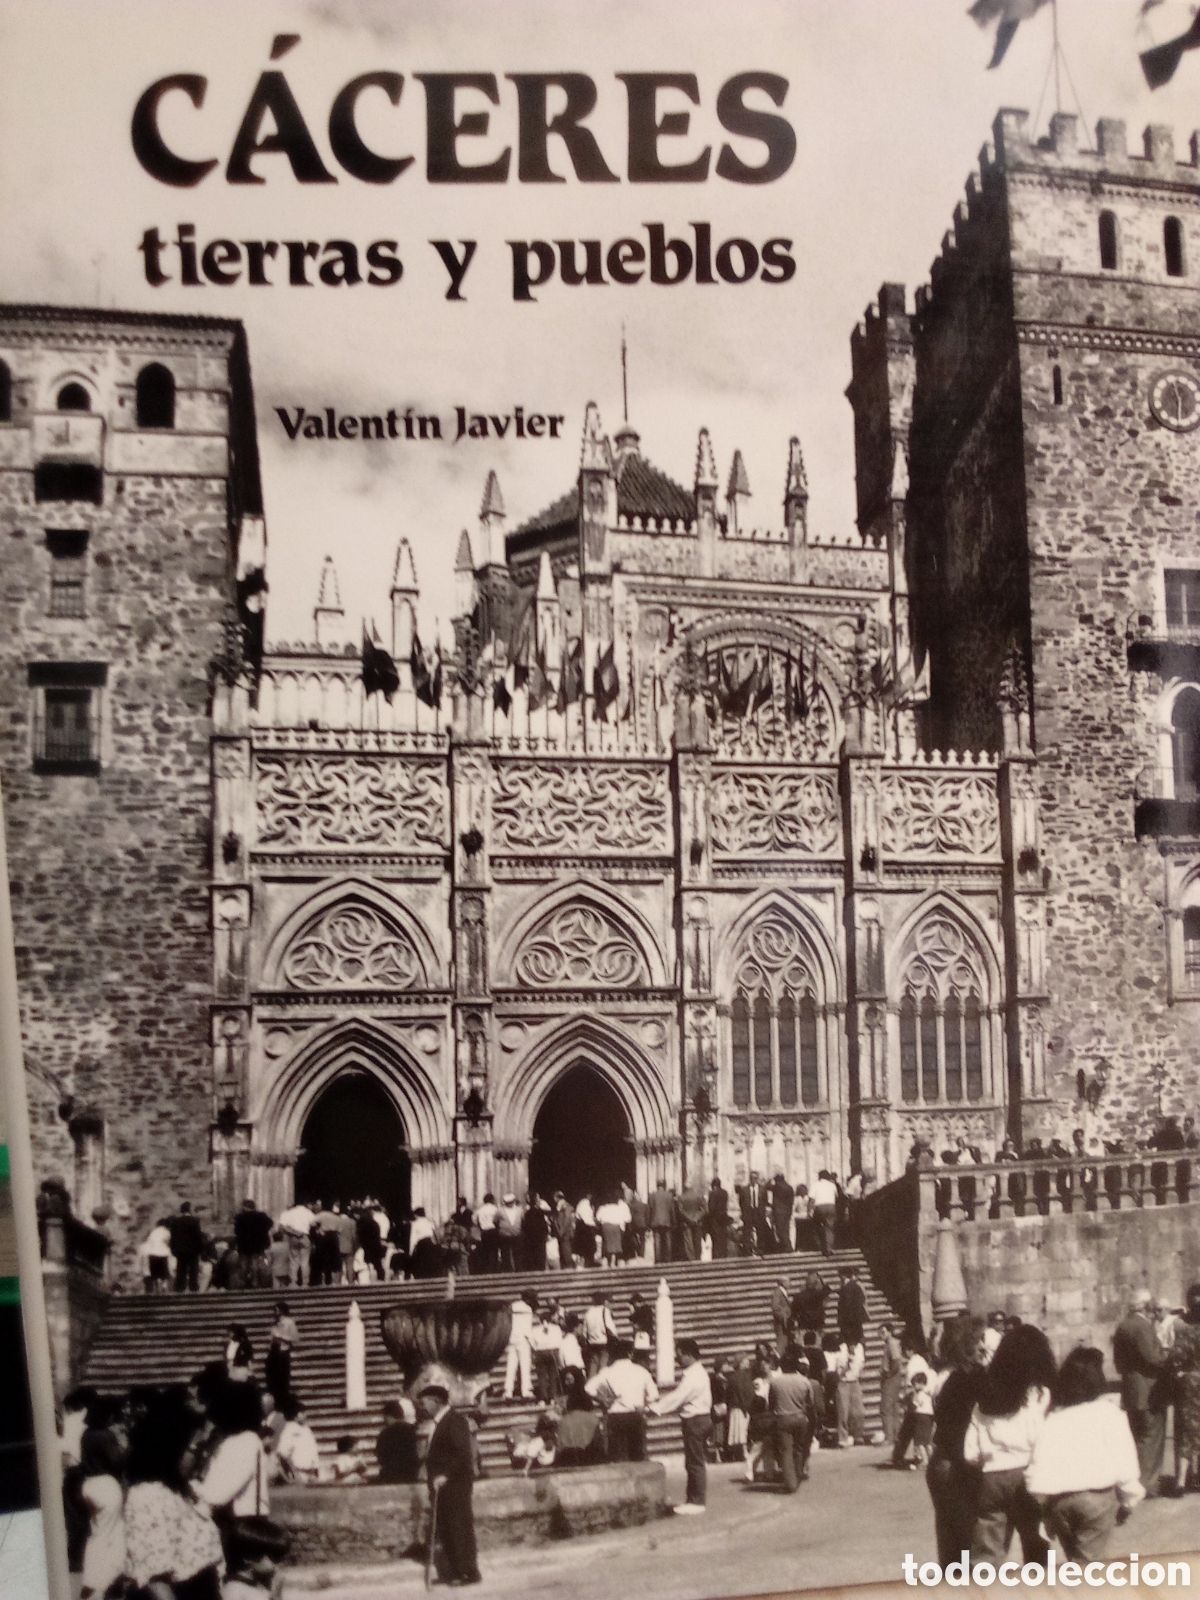 CÁCERES
tierras y pueblos
Valentín Javier
todocoleccion